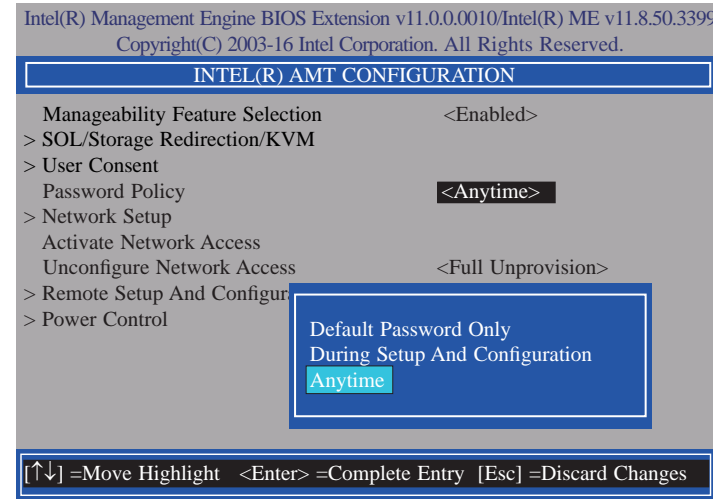 Intel(R) Management Engine BIOS Extension v11.0.0.0010/Intel(R) ME v11.8.50.3399
Copyright(C) 2003-16 Intel Corporation. All Rights Reserved.
INTEL(R) AMT CONFIGURATION
Manageability Feature Selection <Enabled>
> SOL/Storage Redirection/KVM
> User Consent
Password Policy <Anytime>
> Network Setup
Activate Network Access
Unconfigure Network Access <Full Unprovision>
> Remote Setup And
> Power Control
Default Password Only
During Setup And Configuration
Anytime
[↑↓] =Move Highlight <Enter> =Complete Entry [Esc] =Discard Changes